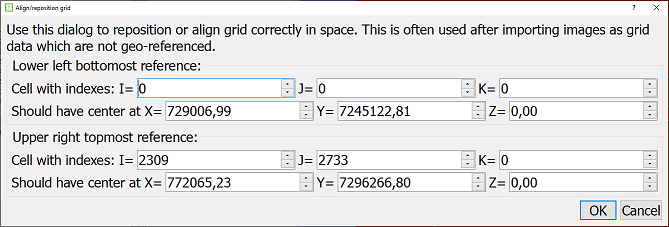 Align/reposition grid
Use this dialog to reposition or align grid correctly in space. This is often used after importing images as grid
data which are not geo-referenced.
Lower left bottomost reference:
Cell with indexes: I= 0 J= 0 K= 0
Should have center at X= 729006,99 Y= 7245122,81 Z= 0,00
Upper right topmost reference:
Cell with indexes: I= 2309 J= 2733 K= 0
Should have center at X= 772065,23 Y= 7296266,80 Z= 0,00
OK Cancel